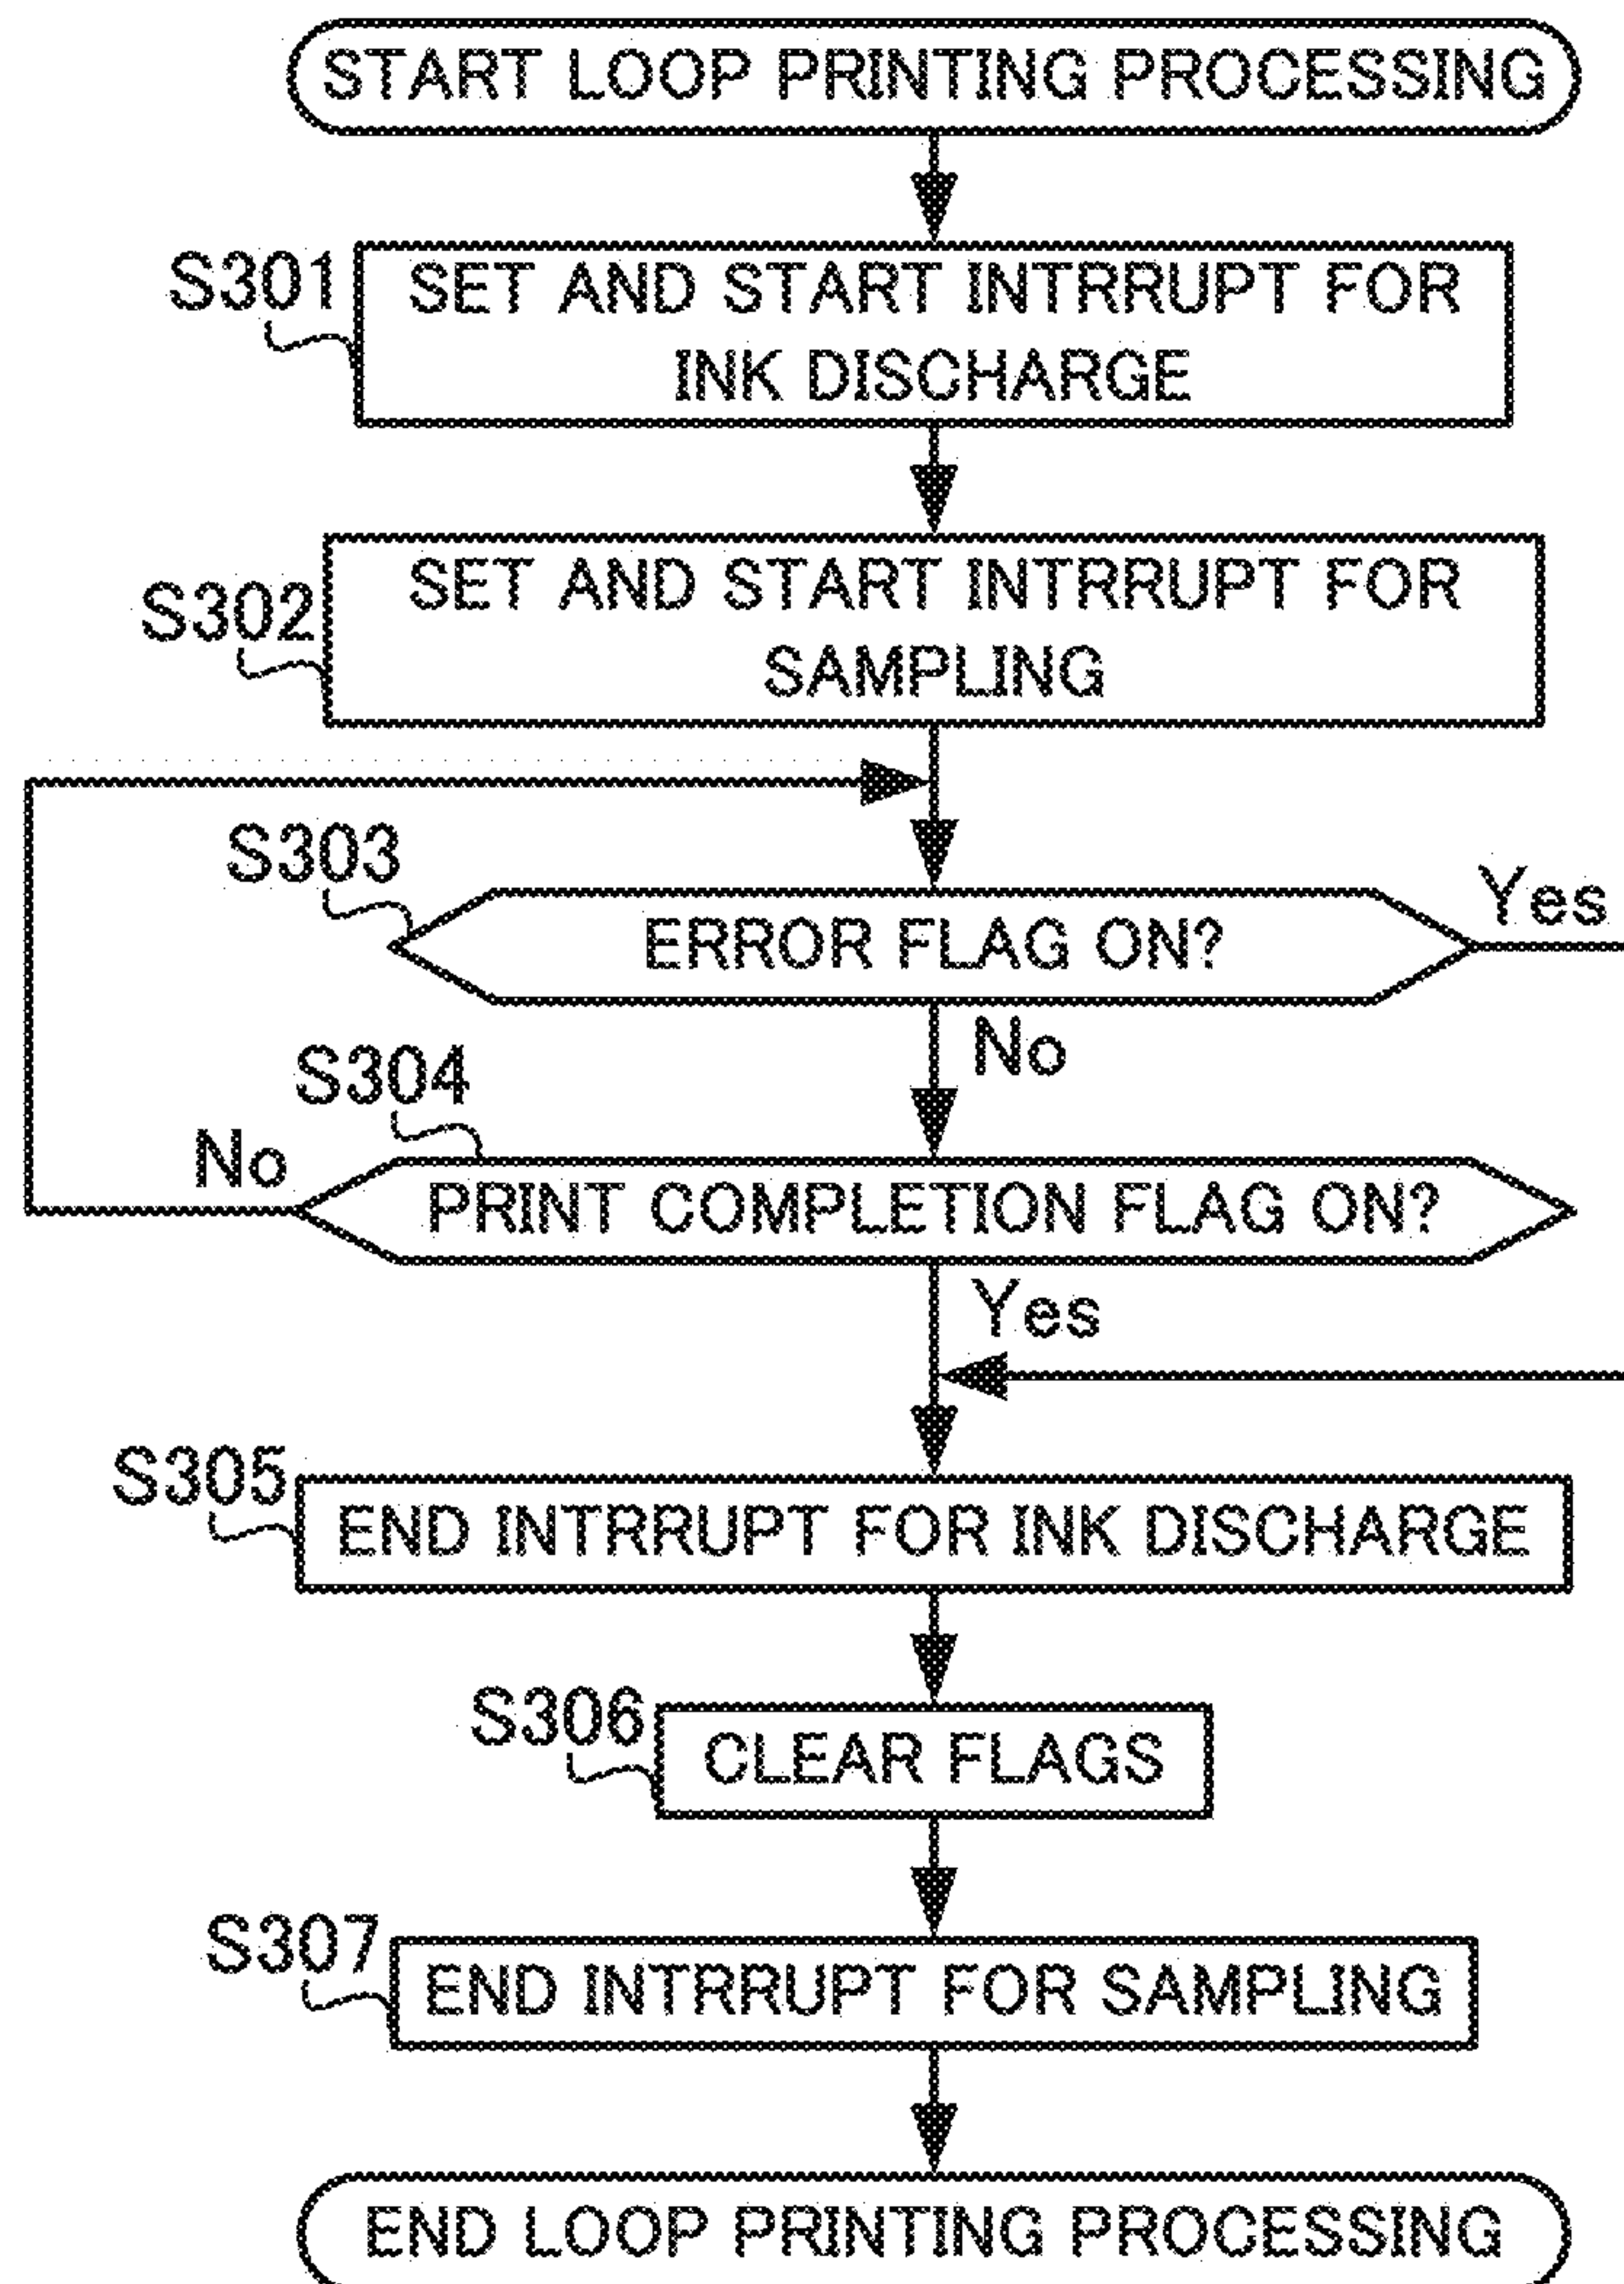 START LOOP PRINTING PROCESSING
S301
SET AND START INTRRUPT FOR
INK DISCHARGE
S302
SET AND START INTRRUPT FOR
SAMPLING
S303
ERROR FLAG ON?
Yes
No
S304
No
PRINT COMPLETION FLAG ON?
Yes
S305
END INTRRUPT FOR INK DISCHARGE
S306
CLEAR FLAGS
S307
END INTRRUPT FOR SAMPLING
END LOOP PRINTING PROCESSING